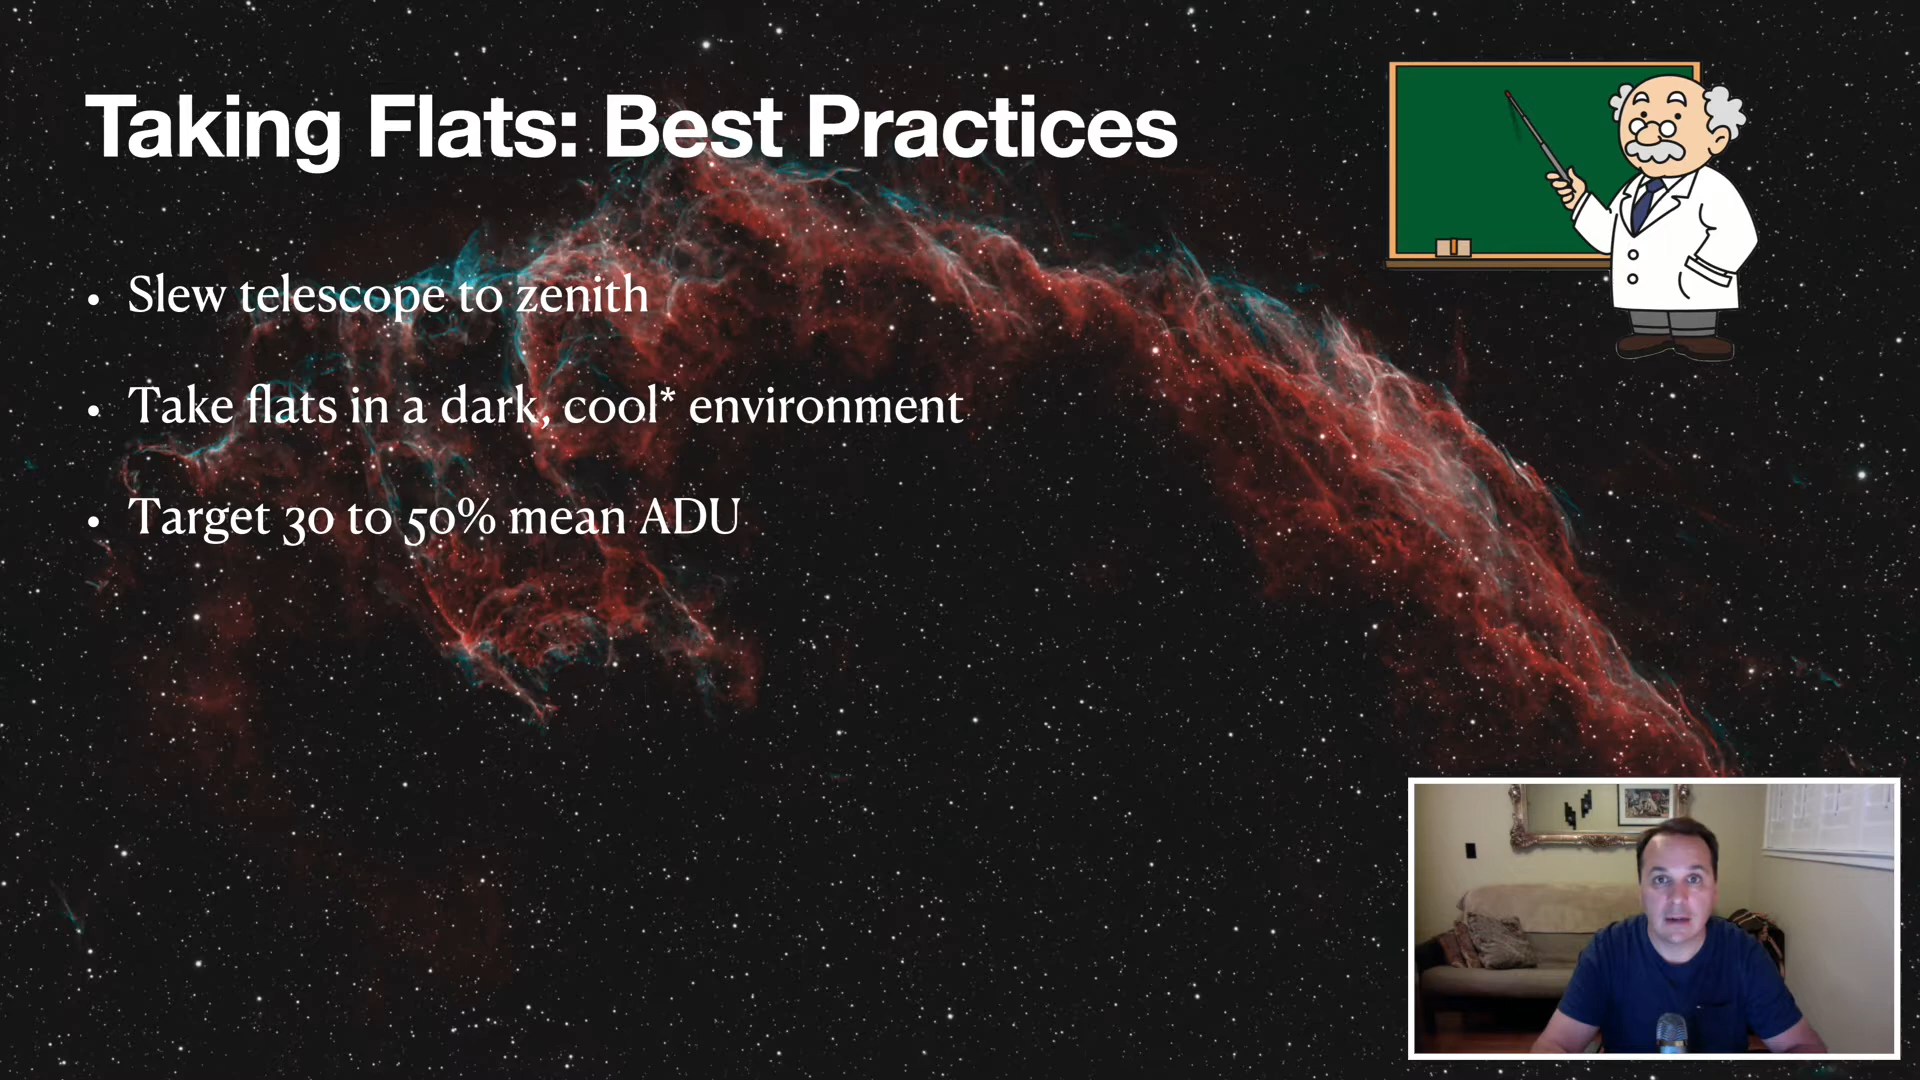 Taking Flats: Best Practices
• Slew telescope to zenith
• Take flats in a dark, cool* environment
• Target 30 to 50% mean ADU